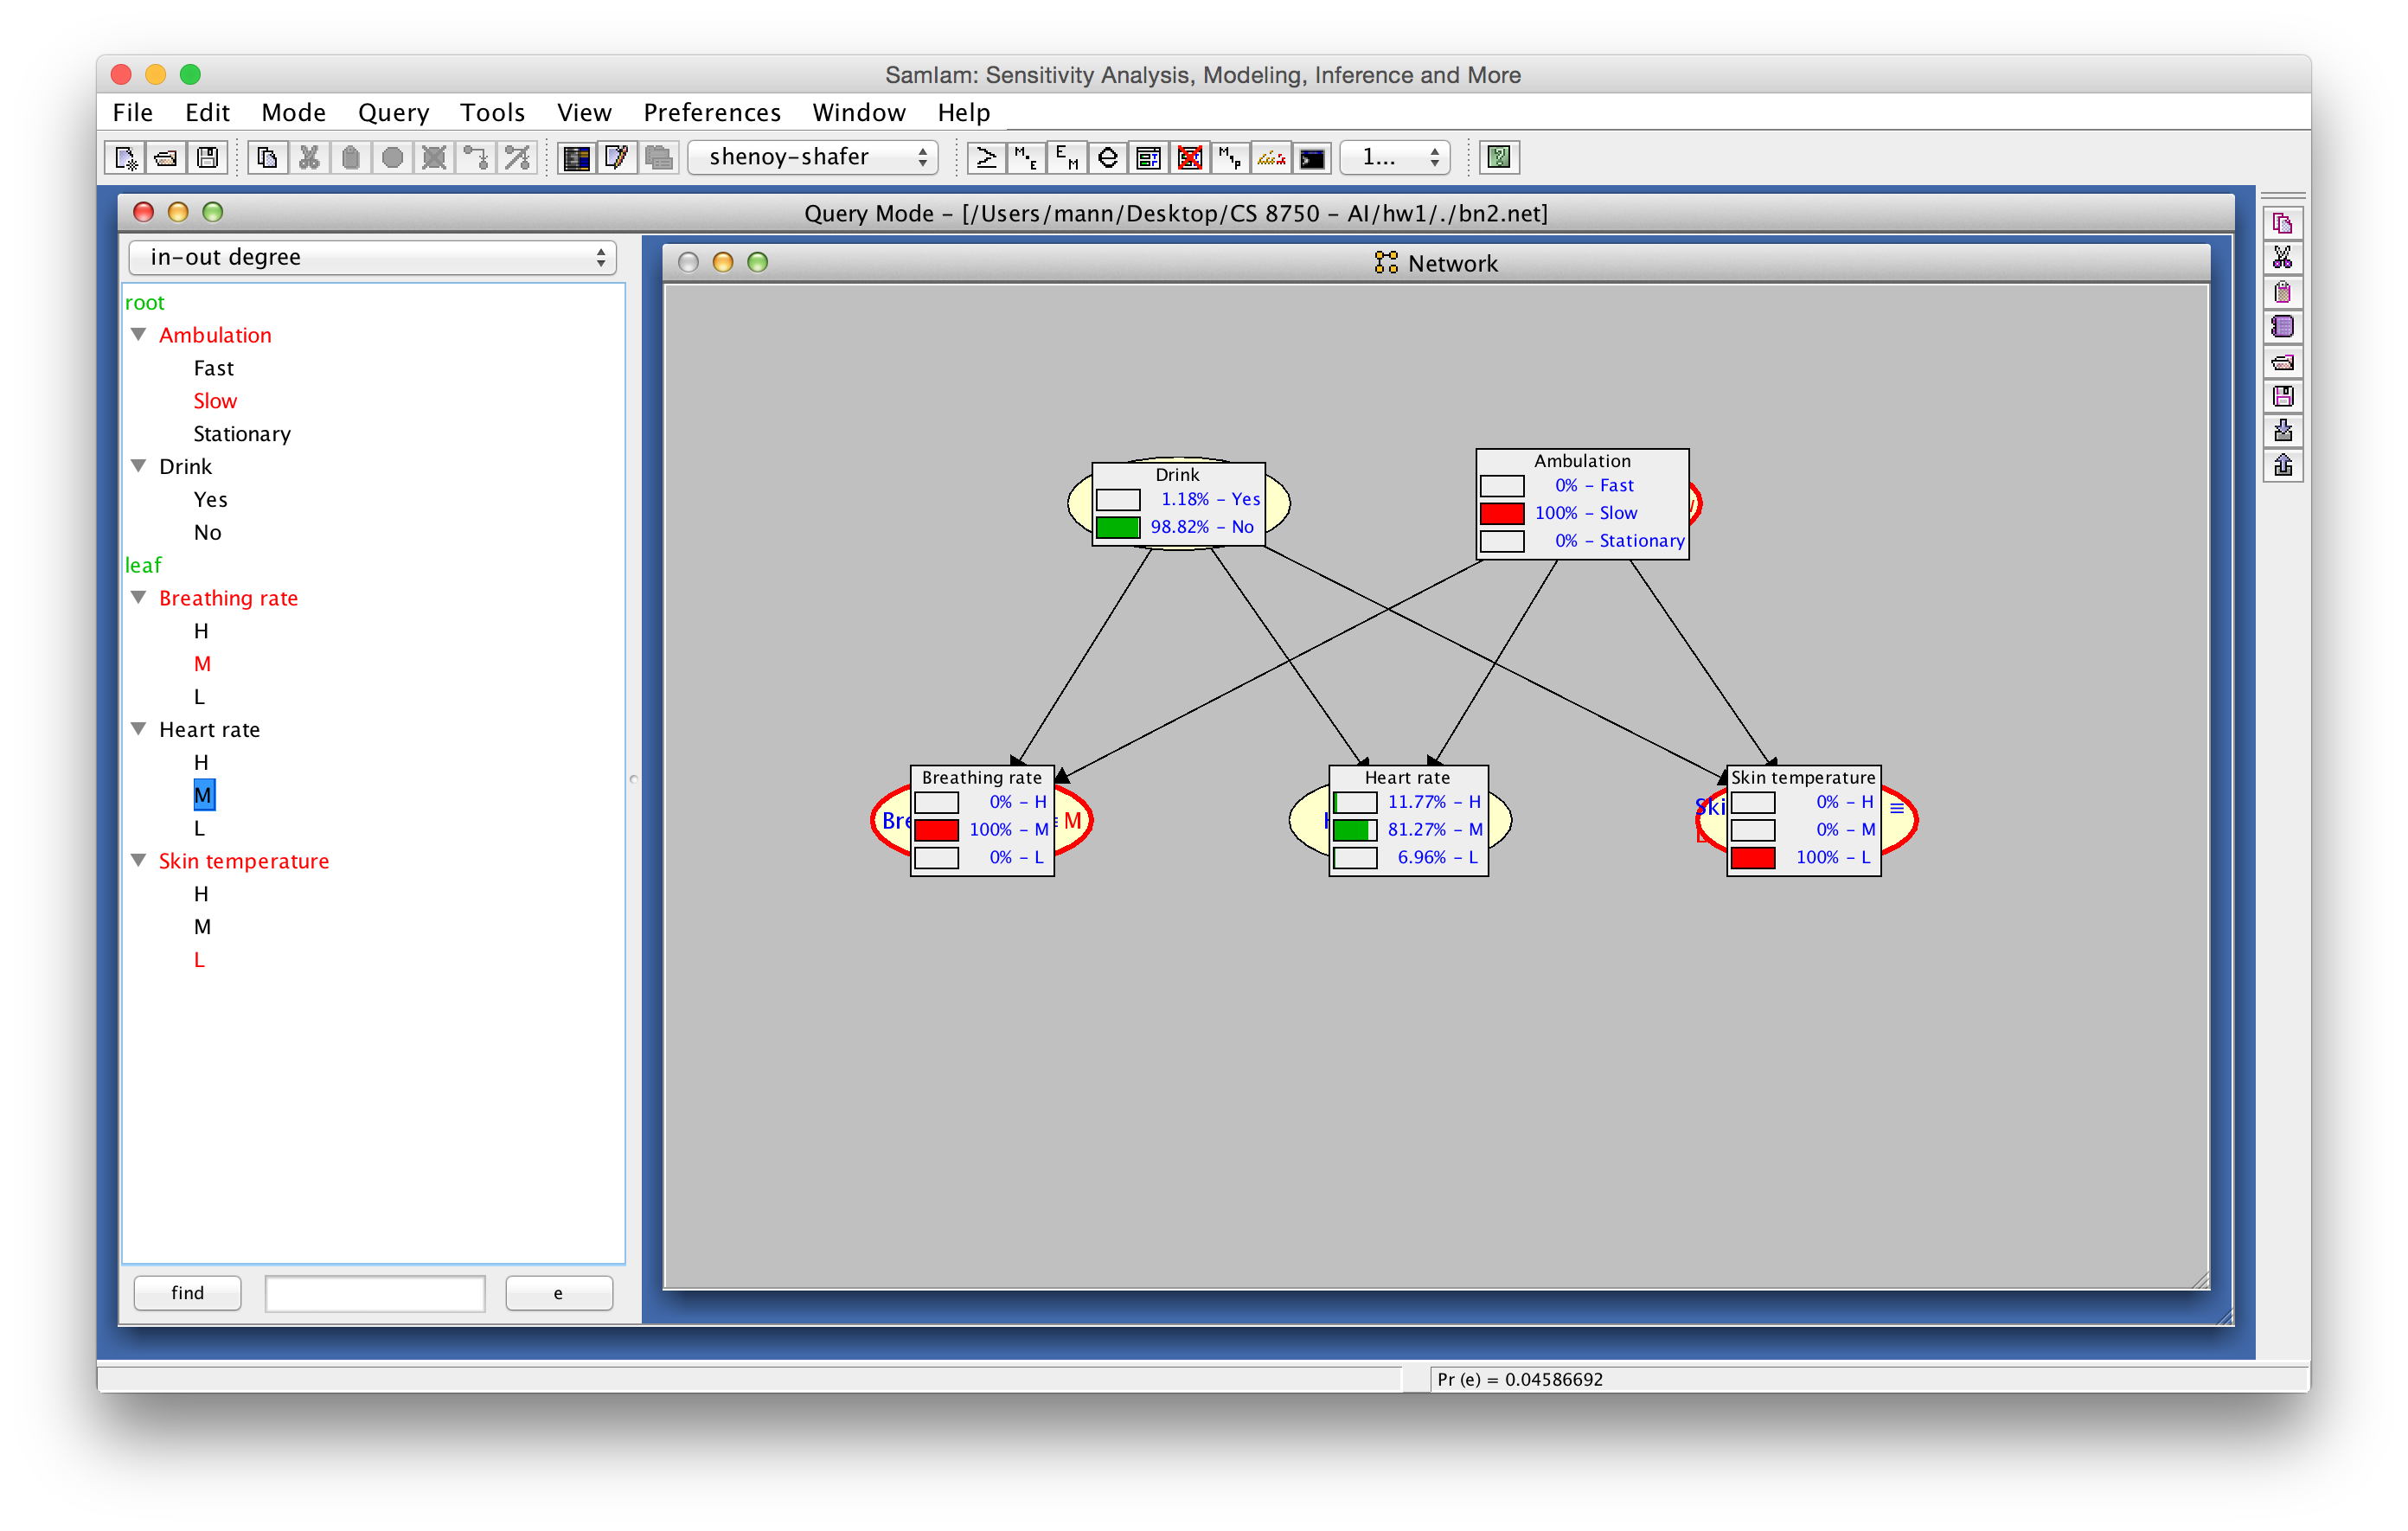 SamIam: Sensitivity Analysis, Modeling, Inference and More
File Edit Mode Query Tools View Preferences Window Help
shenoy-shafer
1...
Query Mode – [/Users/mann/Desktop/CS 8750 – AI/hw1/./bn2.net]
in-out degree
root
Ambulation
Fast
Slow
Stationary
Drink
Yes
No
leaf
Breathing rate
H
M
L
Heart rate
H
M
L
Skin temperature
H
M
L
find
e
Network
Drink
1.18% – Yes
98.82% – No
Ambulation
0% – Fast
100% – Slow
0% – Stationary
Breathing rate
0% – H
100% – M
0% – L
M
Heart rate
11.77% – H
81.27% – M
6.96% – L
Skin temperature
0% – H
0% – M
100% – L
Pr (e) = 0.04586692